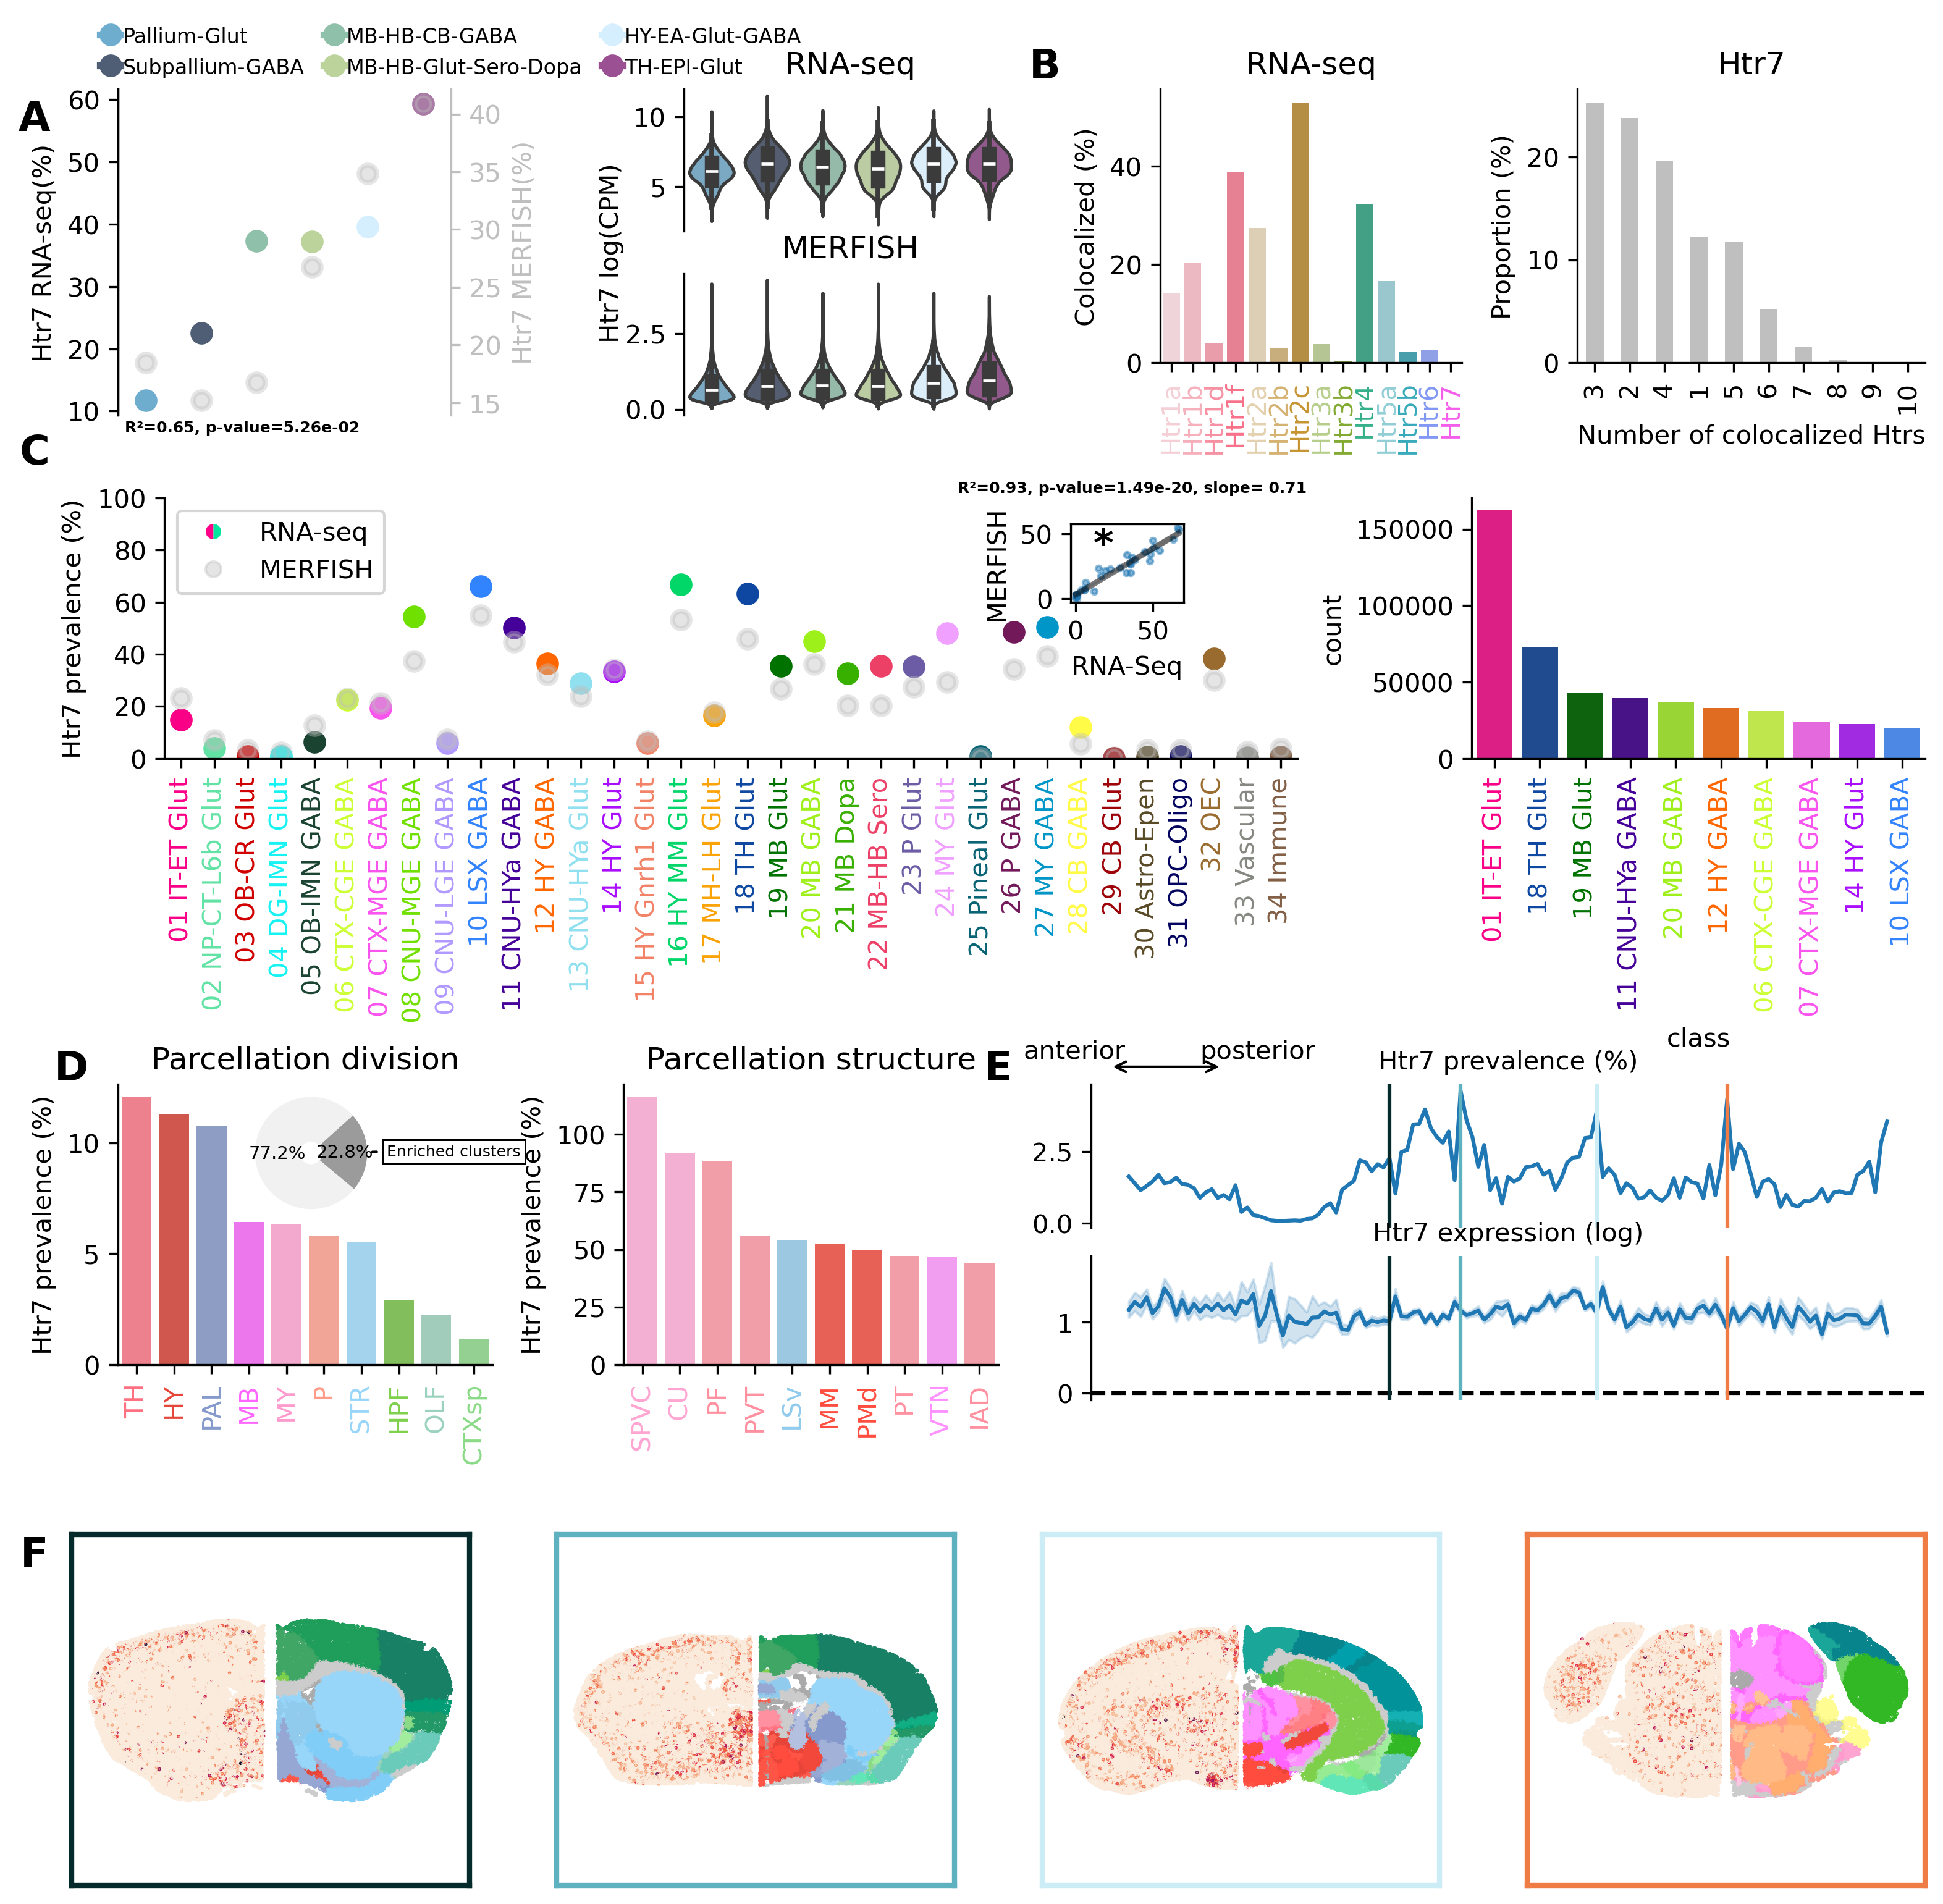 Pallium-Glut
MB-HB-CB-GABA
HY-EA-Glut-GABA
Subpallium-GABA
MB-HB-Glut-Sero-Dopa
TH-EPI-Glut
A
Htr7 RNA-seq(%)
60
50
40
30
20
10
40
35
30
25
20
15
Htr7 MERFISH(%)
R²=0.65, p-value=5.26e-02
RNA-seq
10
5
Htr7 log(CPM)
MERFISH
2.5
0.0
B
RNA-seq
Colocalized (%)
40
20
0
Htr1a
Htr1b
Htr1d
Htr1f
Htr2a
Htr2b
Htr2c
Htr3a
Htr3b
Htr4
Htr5a
Htr5b
Htr6
Htr7
Htr7
Proportion (%)
20
10
0
3
2
4
1
5
6
7
8
9
10
Number of colocalized Htrs
C
Htr7 prevalence (%)
100
80
60
40
20
0
RNA-seq
MERFISH
R²=0.93, p-value=1.49e-20, slope= 0.71
MERFISH
50
0
*
0
50
RNA-Seq
01 IT-ET Glut
02 NP-CT-L6b Glut
03 OB-CR Glut
04 DG-IMN Glut
05 OB-IMN GABA
06 CTX-CGE GABA
07 CTX-MGE GABA
08 CNU-MGE GABA
09 CNU-LGE GABA
10 LSX GABA
11 CNU-HYa GABA
12 HY GABA
13 CNU-HYa Glut
14 HY Glut
15 HY Gnrh1 Glut
16 HY MM Glut
17 MH-LH Glut
18 TH Glut
19 MB Glut
20 MB GABA
21 MB Dopa
22 MB-HB Sero
23 P Glut
24 MY Glut
25 Pineal Glut
26 P GABA
27 MY GABA
28 CB GABA
29 CB Glut
30 Astro-Epen
31 OPC-Oligo
32 OEC
33 Vascular
34 Immune
count
150000
100000
50000
0
01 IT-ET Glut
18 TH Glut
19 MB Glut
11 CNU-HYa GABA
20 MB GABA
12 HY GABA
06 CTX-CGE GABA
07 CTX-MGE GABA
14 HY Glut
10 LSX GABA
class
D
Parcellation division
Htr7 prevalence (%)
10
5
0
77.2%
22.8%
Enriched clusters
TH
HY
PAL
MB
MY
P
STR
HPF
OLF
CTXsp
Parcellation structure
Htr7 prevalence (%)
100
75
50
25
0
SPVC
CU
PF
PVT
LSv
MM
PMd
PT
VTN
IAD
E
anterior
posterior
Htr7 prevalence (%)
2.5
0.0
Htr7 expression (log)
1
0
F